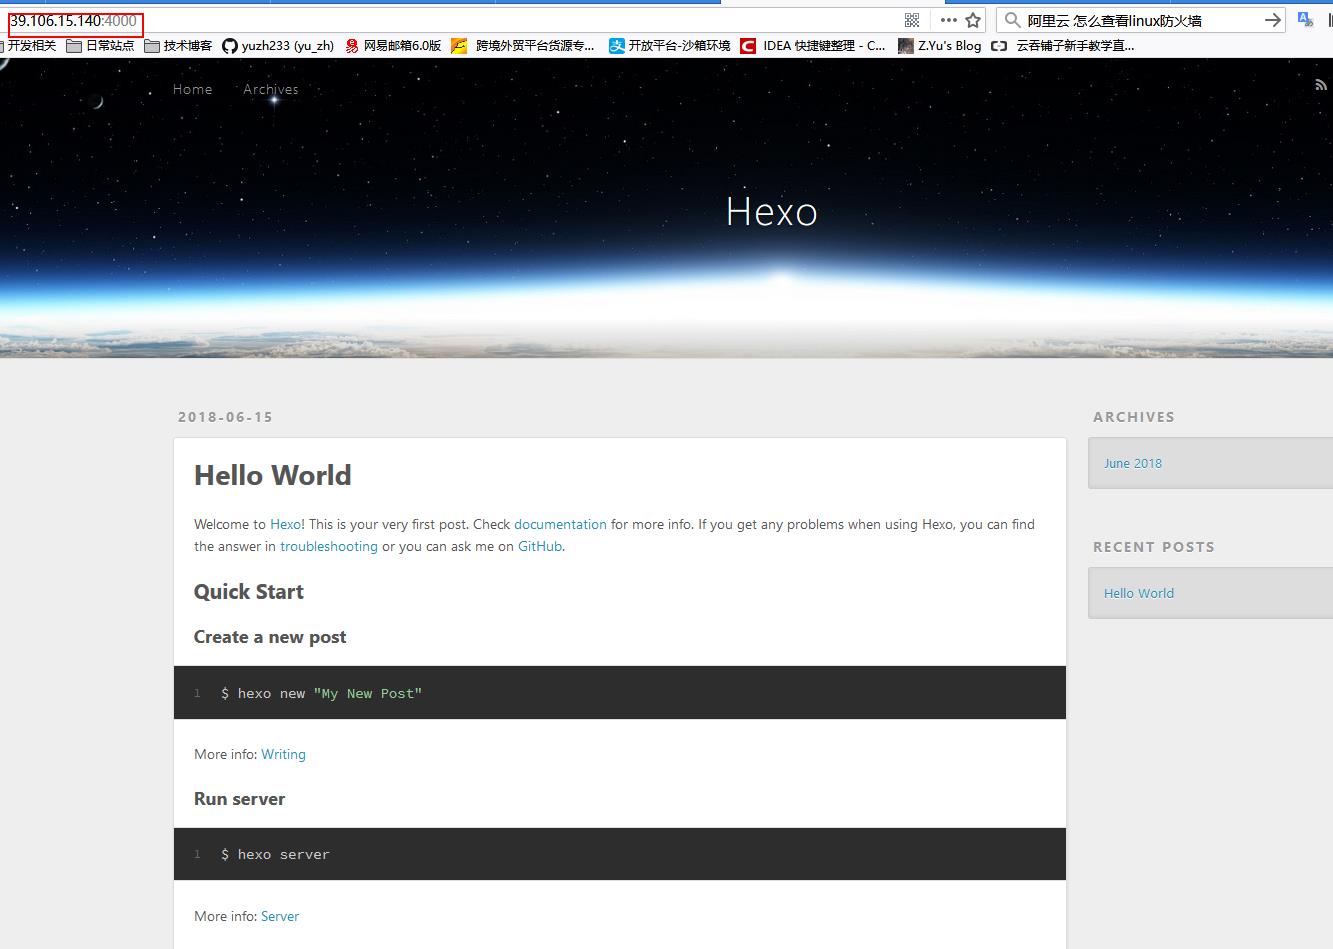 39.106.15.140:4000
阿里云 怎么查看linux防火墙
开发相关 日常站点 技术博客 yuzh233 (yu_zh) 网易邮箱6.0版 跨境外贸平台货源专... 开放平台-沙箱环境 IDEA 快捷键整理 - C... Z.Yu's Blog 云吞铺子新手教学直...
Home Archives
Hexo
2018-06-15
Hello World
Welcome to Hexo! This is your very first post. Check documentation for more info. If you get any problems when using Hexo, you can find
the answer in troubleshooting or you can ask me on GitHub.
Quick Start
Create a new post
1 $ hexo new "My New Post"
More info: Writing
Run server
1 $ hexo server
More info: Server
ARCHIVES
June 2018
RECENT POSTS
Hello World